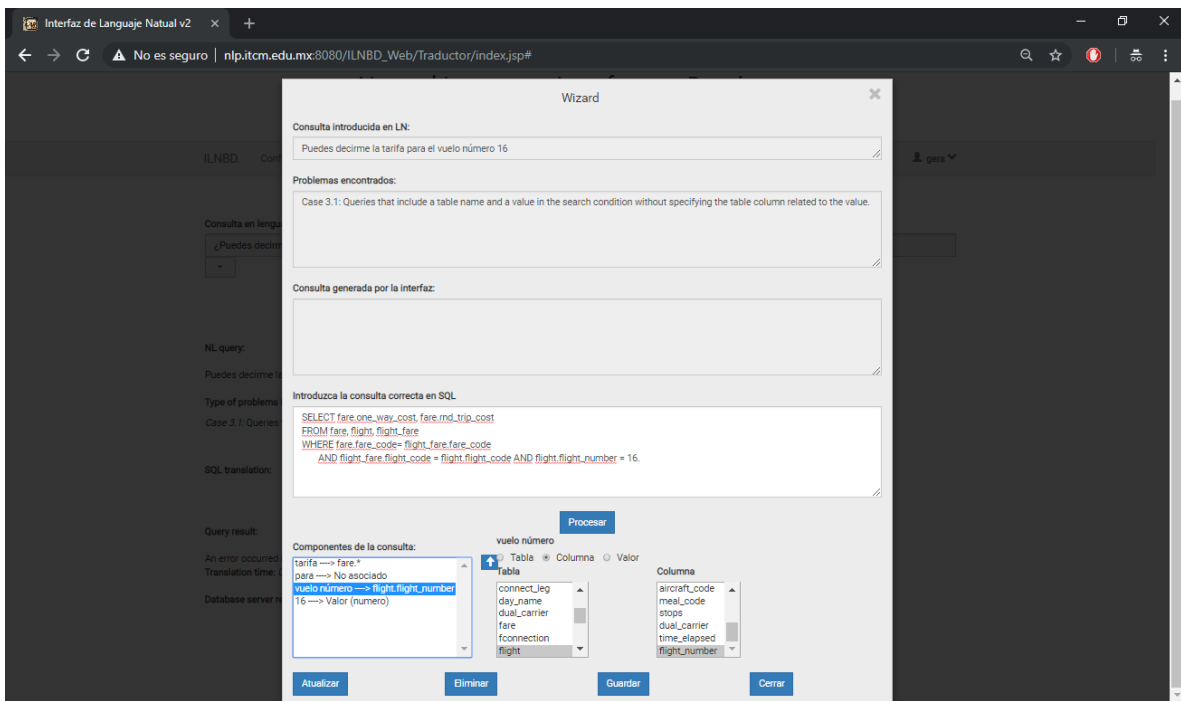 Interfaz de Lenguaje Natual v2
No es seguro | nlp.itcm.edu.mx:8080/ILNBD_Web/Traductor/index.jsp#
Wizard
Consulta introducida en LN:
Puedes decirme la tarifa para el vuelo número 16
ILNBD
Conf
gera
Problemas encontrados:
Case 3.1: Queries that include a table name and a value in the search condition without specifying the table column related to the value.
Consulta en lengua
¿Puedes decirm
Consulta generada por la interfaz:
NL query:
Puedes decirme la
Type of problems
Case 3.1: Queries
SQL translation:
Query result:
An error occurred
Translation time:
Database server re
Introduzca la consulta correcta en SQL
SELECT fare.one_way_cost, fare.rnd_trip_cost
FROM fare, flight, flight_fare
WHERE fare.fare_code= flight_fare.fare_code
AND flight_fare.flight_code = flight.flight_code AND flight.flight_number = 16.
Procesar
Componentes de la consulta:
tarifa ----> fare.*
para ----> No asociado
vuelo número ----> flight.flight_number
16 ----> Valor (numero)
vuelo número
Tabla Columna Valor
Tabla
connect_leg
day_name
dual_carrier
fare
fconnection
flight
Columna
aircraft_code
meal_code
stops
dual_carrier
time_elapsed
flight_number
Atualizar
Eliminar
Guardar
Cerrar